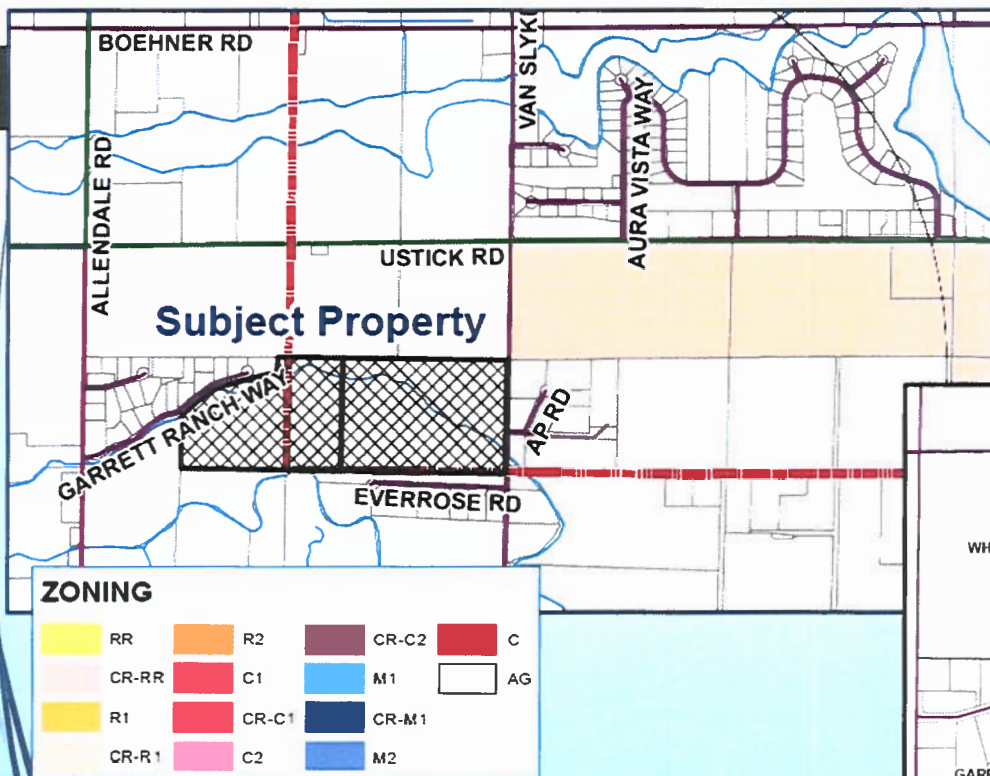 BOEHNER RD
VAN SLYK
ALLENDALE RD
AURA VISTA WAY
USTICK RD
Subject Property
GARRETT RANCH WAY
AP RD
EVERROSE RD
WH
ZONING
RR
R2
CR-C2
C
CR-RR
C1
M1
AG
R1
CR-C1
CR-M1
CR-R1
C2
M2
GARR